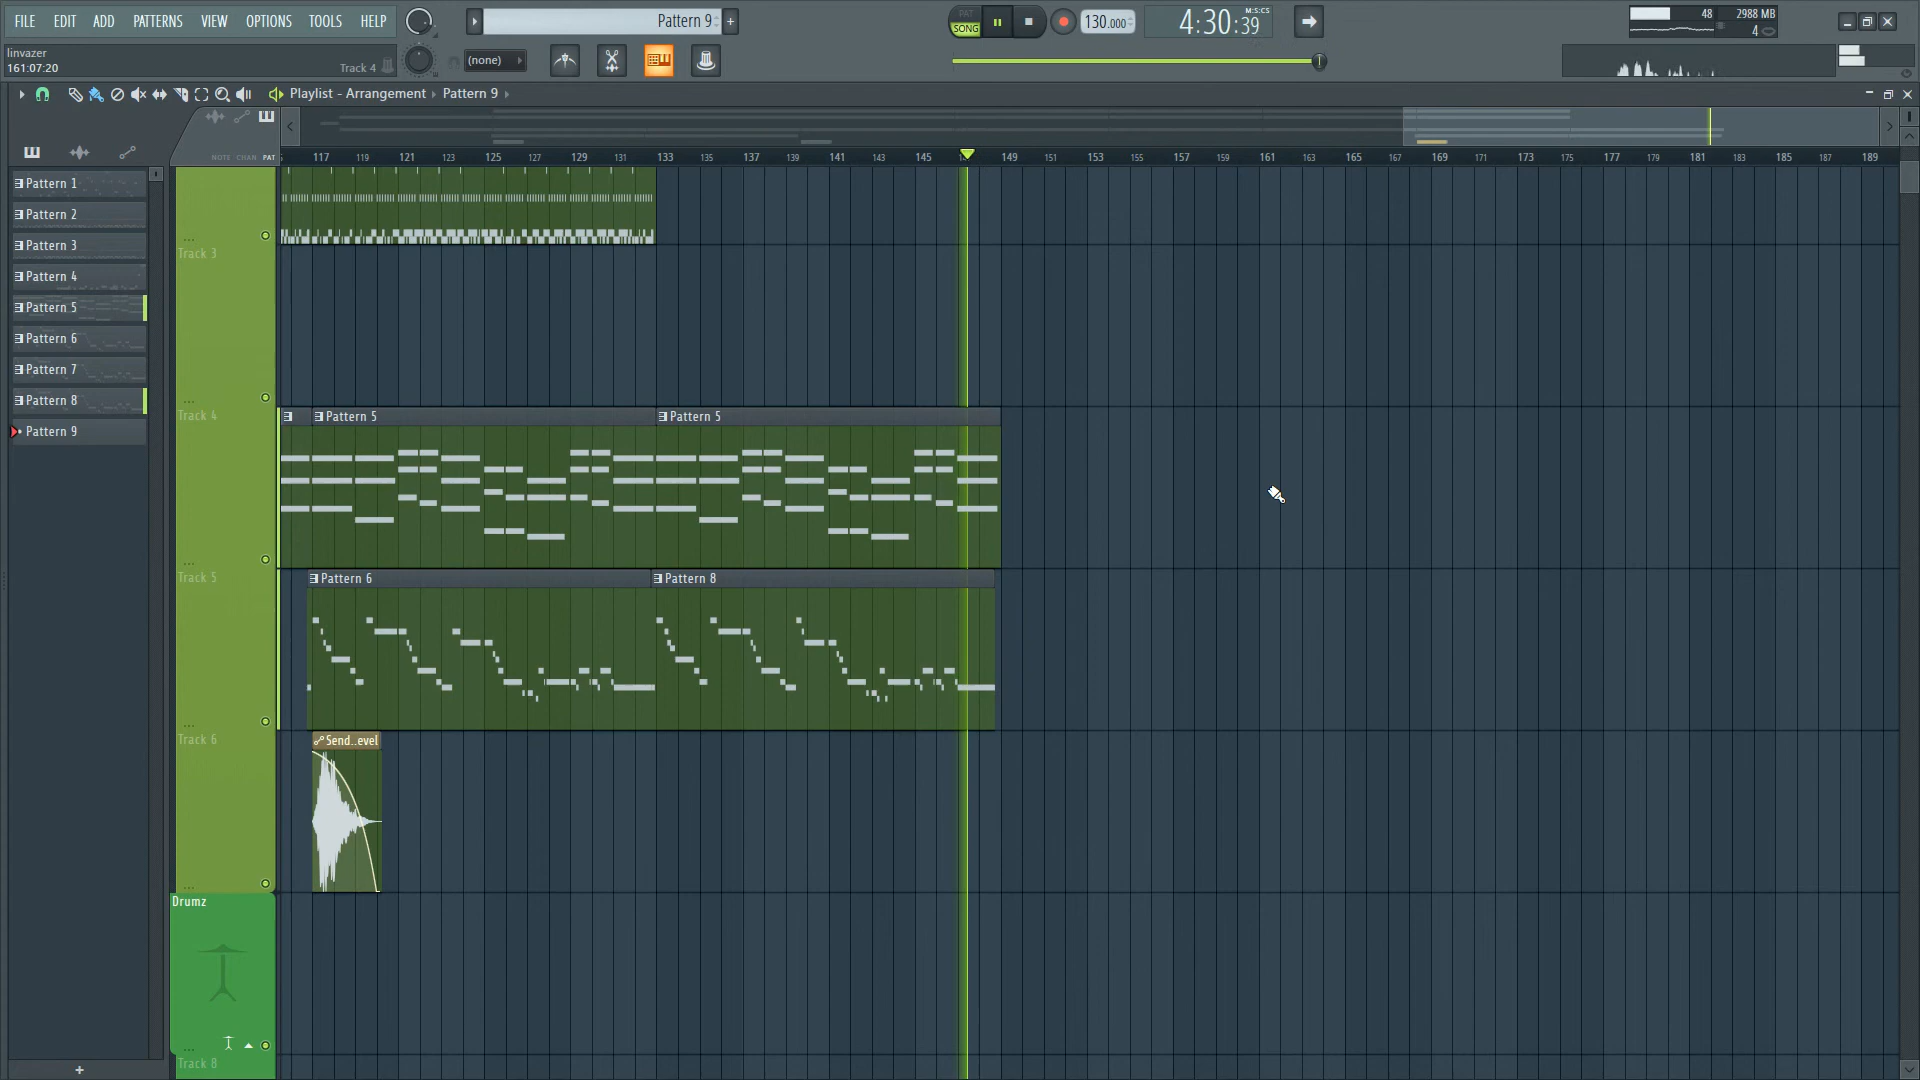 FILE EDIT ADD PATTERNS VIEW OPTIONS TOOLS HELP
Pattern 9
+
PAT
SONG
130.000
4:30:39
M:S:CS
48
2988 MB
4
linvazer
161:07:20
Track 4
(none)
Playlist - Arrangement › Pattern 9 ›
NOTE CHAN PAT
117 119 121 123 125 127 129 131 133 135 137 139 141 143 145 149 151 153 155 157 159 161 163 165 167 169 171 173 175 177 179 181 183 185 187 189
Pattern 1
Pattern 2
Pattern 3
Pattern 4
Pattern 5
Pattern 6
Pattern 7
Pattern 8
Pattern 9
+
Track 3
Track 4
Pattern 5
Pattern 5
Track 5
Pattern 6
Pattern 8
Track 6
Send..evel
Drumz
Track 8